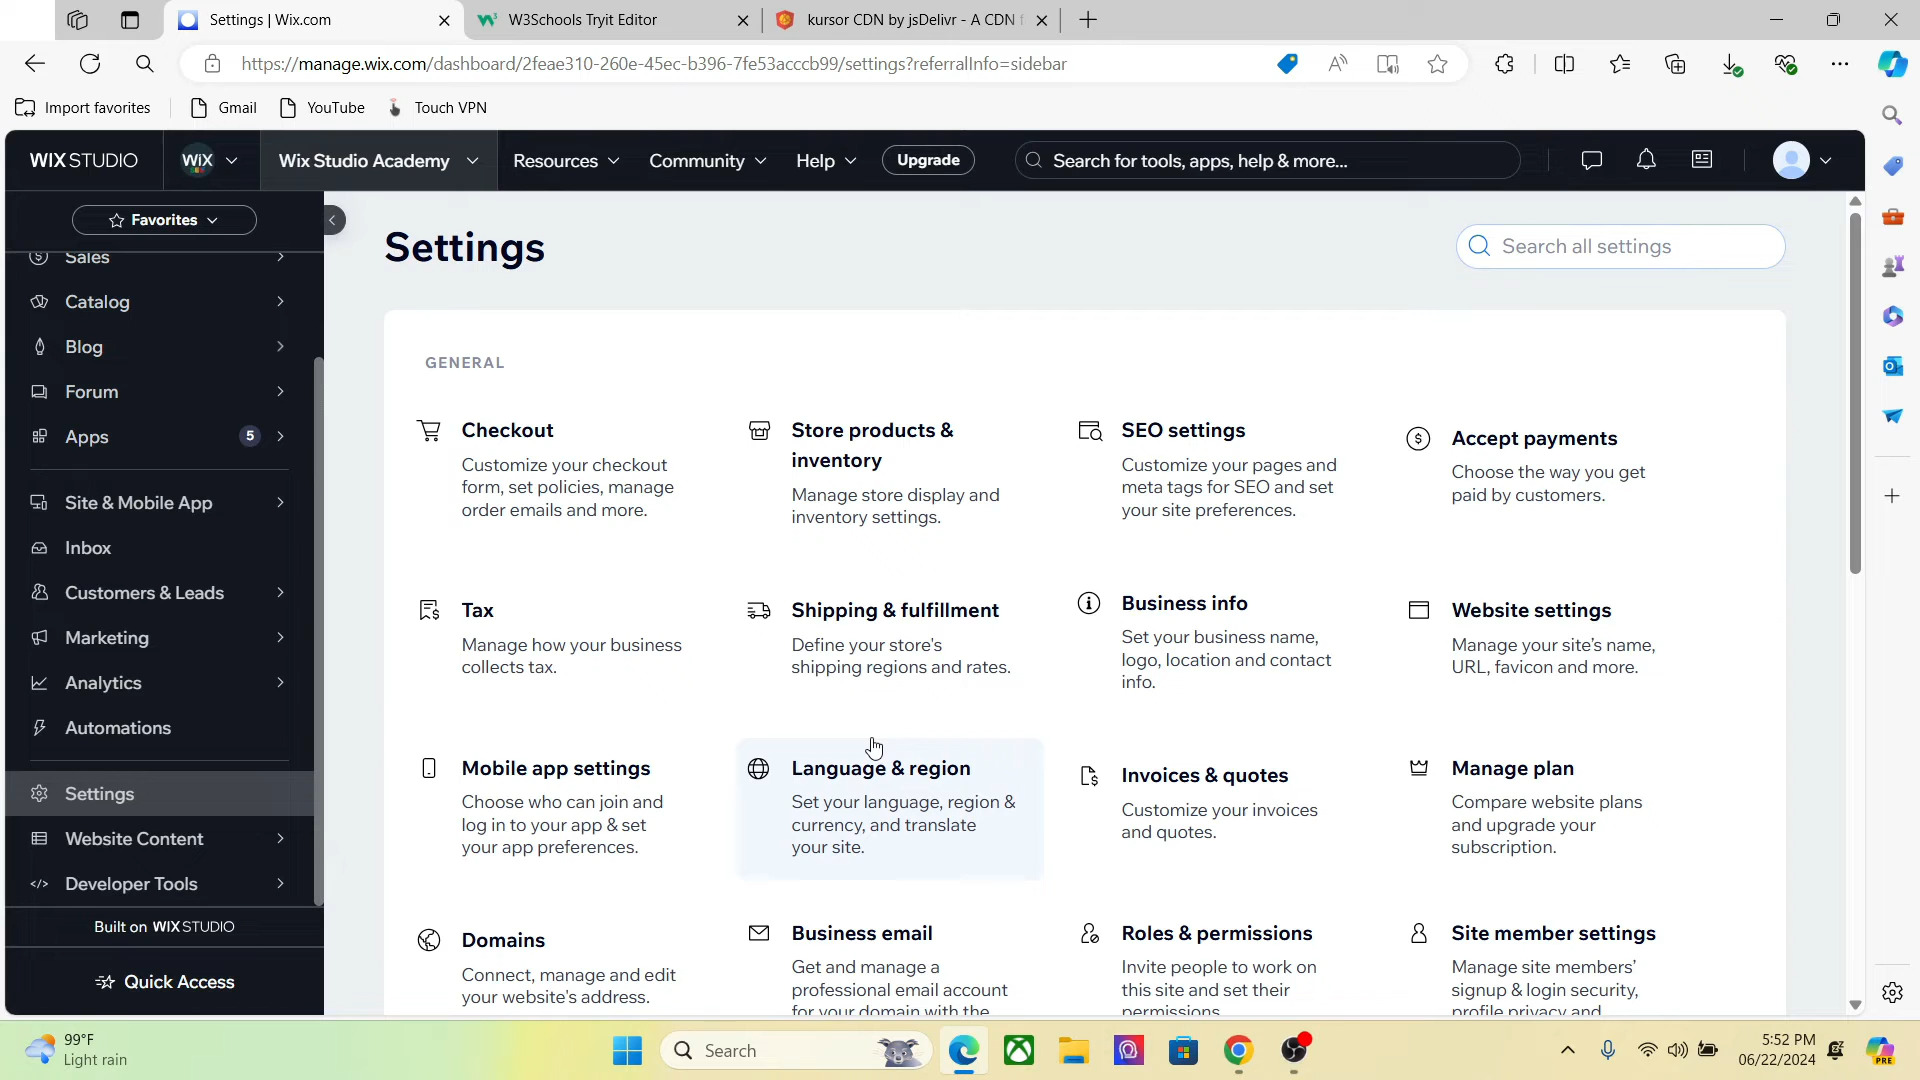 Settings | Wix.com
W3Schools Tryit Editor
kursor CDN by jsDelivr - A CDN f
https://manage.wix.com/dashboard/2feae310-260e-45ec-b396-7fe53acccb99/settings?referralInfo=sidebar
Import favorites
Gmail
YouTube
Touch VPN
WIX STUDIO
WiX
Wix Studio Academy
Resources
Community
Help
Upgrade
Search for tools, apps, help & more...
Favorites
Sales
Catalog
Blog
Forum
Apps
5
Site & Mobile App
Inbox
Customers & Leads
Marketing
Analytics
Automations
Settings
Website Content
Developer Tools
Built on WIX STUDIO
Quick Access
Settings
Search all settings
GENERAL
Checkout
Customize your checkout
form, set policies, manage
order emails and more.
Store products &
inventory
Manage store display and
inventory settings.
SEO settings
Customize your pages and
meta tags for SEO and set
your site preferences.
Accept payments
Choose the way you get
paid by customers.
Tax
Manage how your business
collects tax.
Shipping & fulfillment
Define your store's
shipping regions and rates.
Business info
Set your business name,
logo, location and contact
info.
Website settings
Manage your site's name,
URL, favicon and more.
Mobile app settings
Choose who can join and
log in to your app & set
your app preferences.
Language & region
Set your language, region &
currency, and translate
your site.
Invoices & quotes
Customize your invoices
and quotes.
Manage plan
Compare website plans
and upgrade your
subscription.
Domains
Connect, manage and edit
your website's address.
Business email
Get and manage a
professional email account
for your domain with the
Roles & permissions
Invite people to work on
this site and set their
permissions
Site member settings
Manage site members'
signup & login security,
profile privacy and
99°F
Light rain
Search
5:52 PM
06/22/2024
PRE